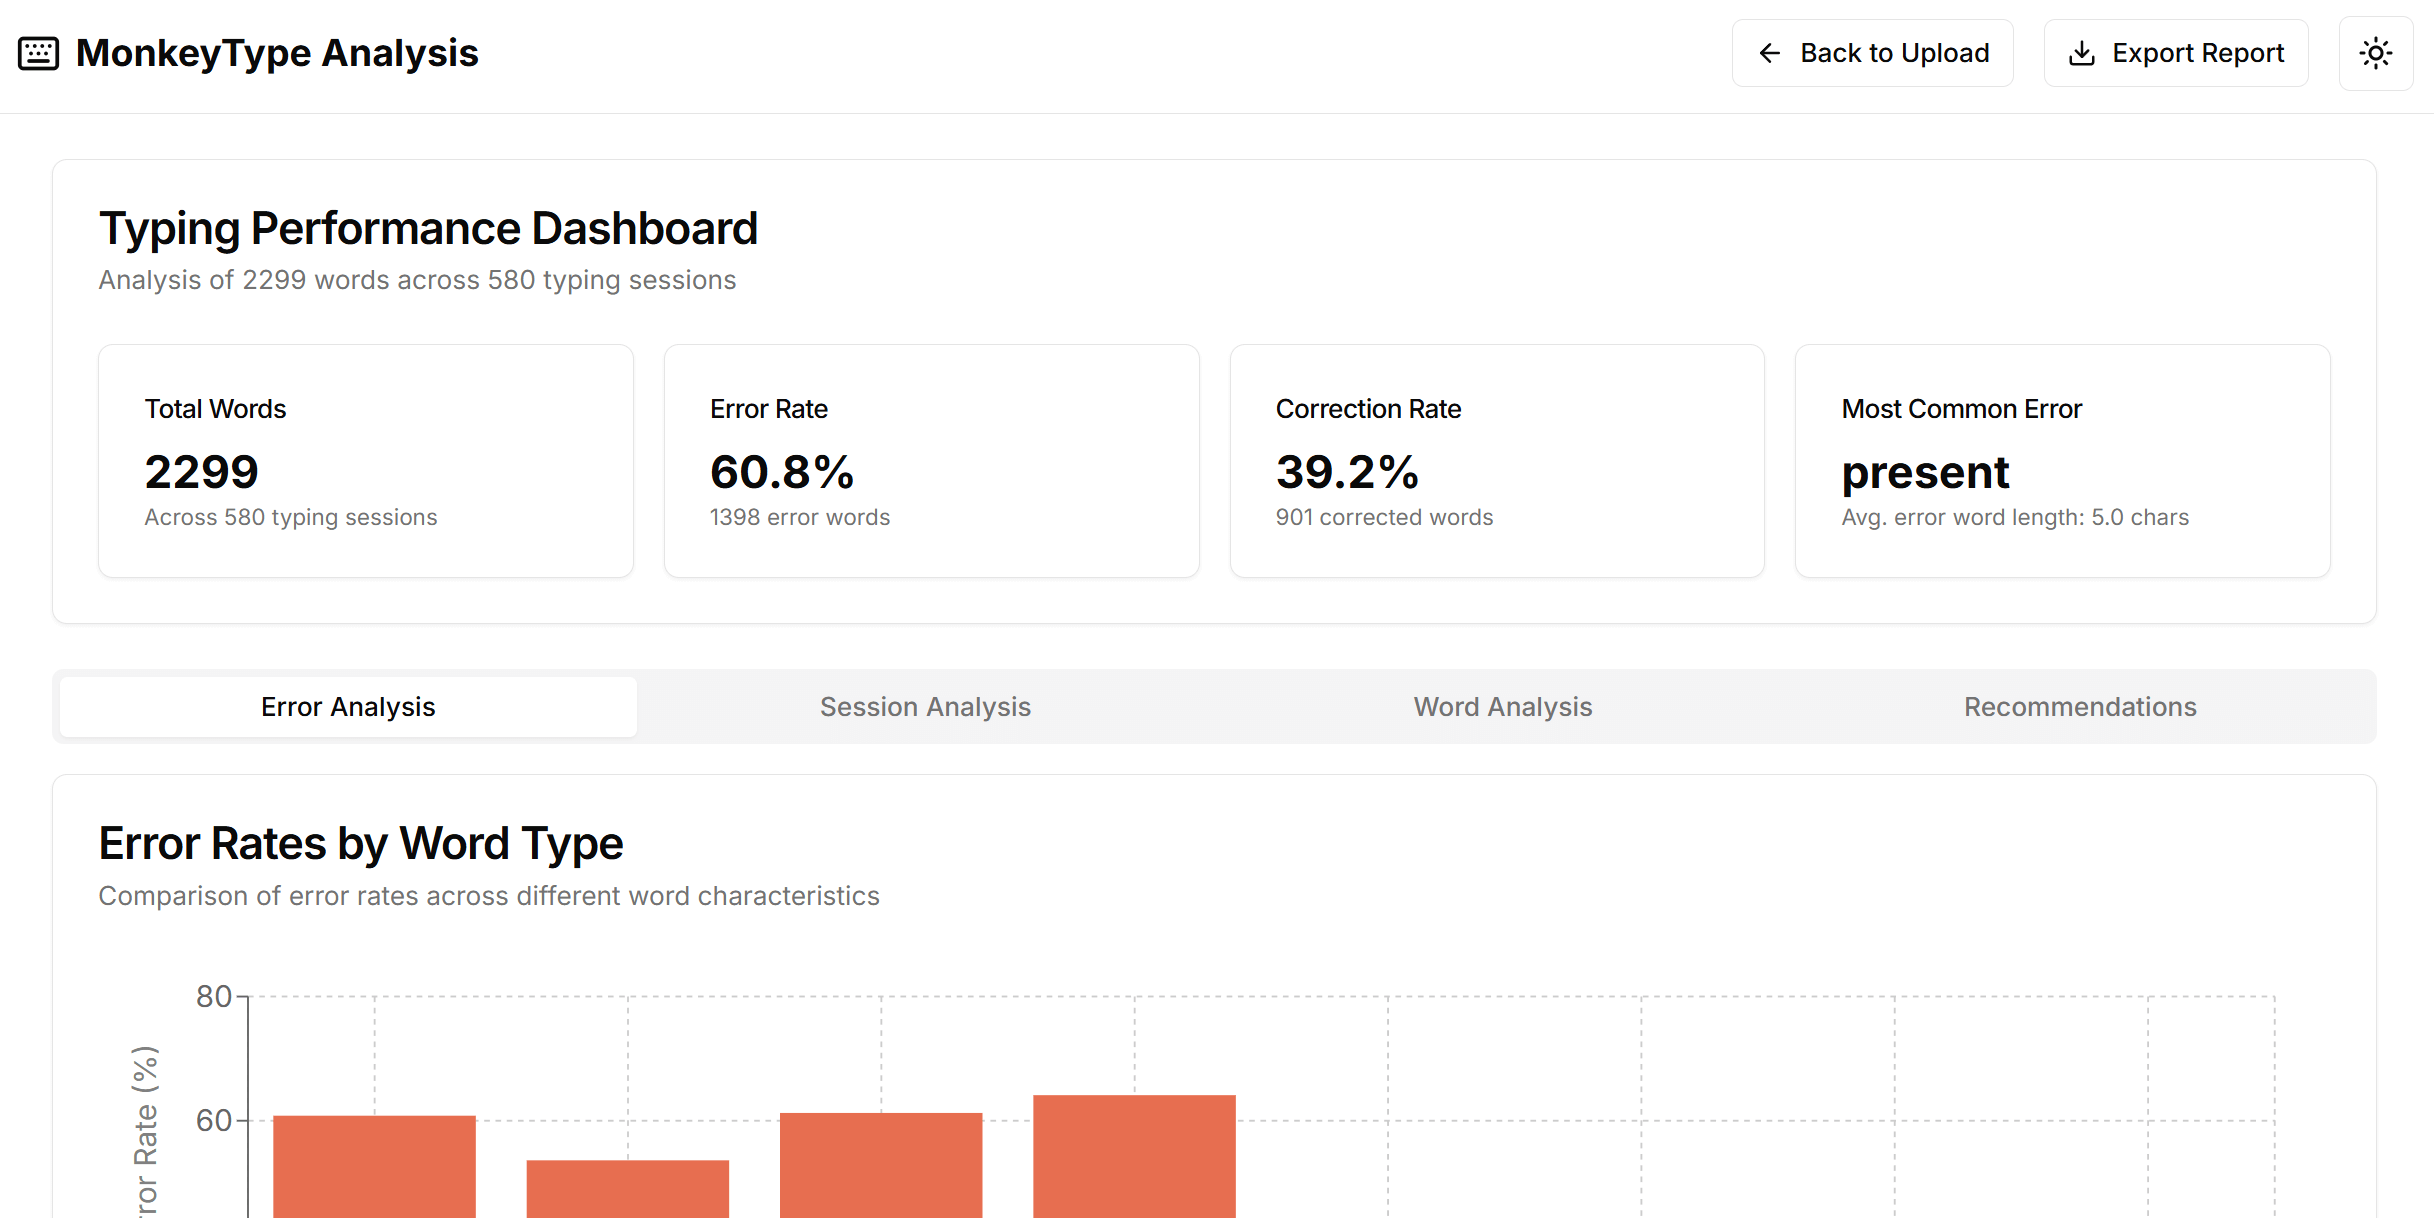 MonkeyType Analysis
Back to Upload
Export Report
Typing Performance Dashboard
Analysis of 2299 words across 580 typing sessions
Total Words
2299
Across 580 typing sessions
Error Rate
60.8%
1398 error words
Correction Rate
39.2%
901 corrected words
Most Common Error
present
Avg. error word length: 5.0 chars
Error Analysis
Session Analysis
Word Analysis
Recommendations
Error Rates by Word Type
Comparison of error rates across different word characteristics
80
60
Rate (%)